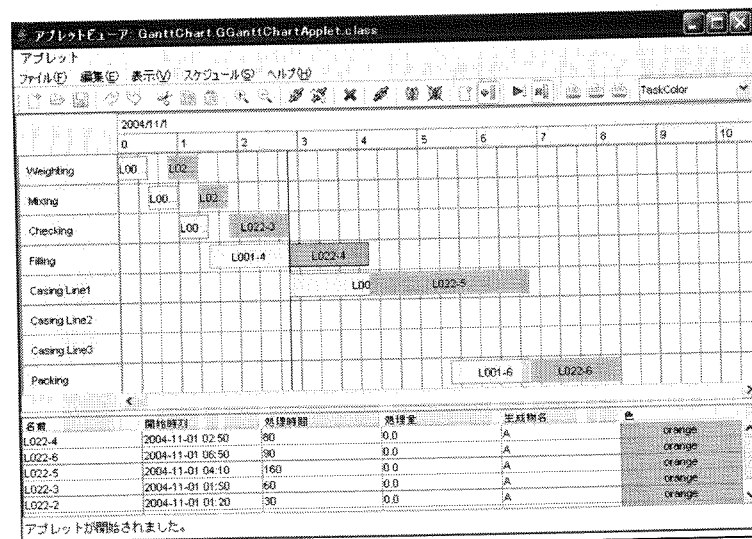 アプレットビューア: GanttChart.GGanttChartApplet.class
アプレット
ファイル(F) 編集(E) 表示(V) スケジュール(S) ヘルプ(H)
TaskColor
2004/11/1
0 1 2 3 4 5 6 7 8 9 10
Weighting L00... L02...
Mixing L00... L02...
Checking L00... L022-3
Filling L001-4 L022-4
Casing Line1 L00 L022-5
Casing Line2
Casing Line3
Packing L001-6 L022-6
名前 開始時刻 処理時間 処理量 生成物名 色
L022-4 2004-11-01 02:50 80 0.0 A orange
L022-6 2004-11-01 06:50 90 0.0 A orange
L022-5 2004-11-01 04:10 160 0.0 A orange
L022-3 2004-11-01 01:50 60 0.0 A orange
L022-2 2004-11-01 01:20 30 0.0 A orange
アプレットが開始されました。